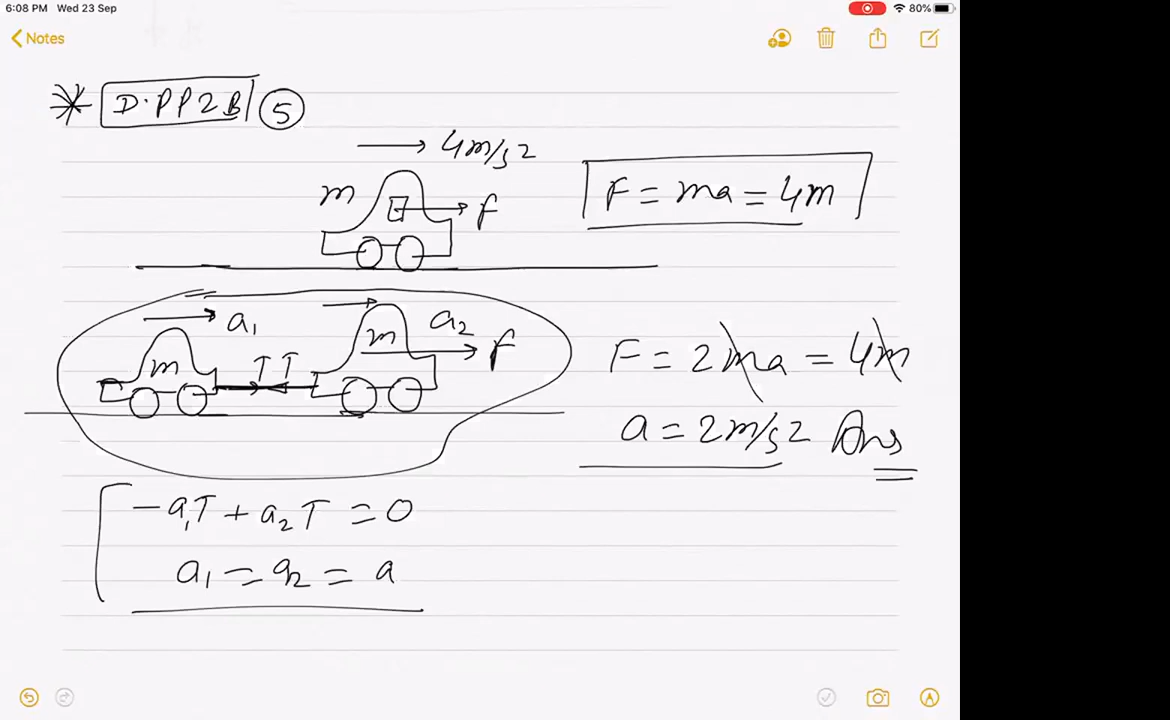 6:08 PM Wed 23 Sep
80%
Notes
* D.PP2B 5
4m/s2
m
F
F = ma = 4m
a1
a2
m
m
T T
F
F = 2ma = 4m
a = 2m/s2 Ans
-a1T + a2T = 0
a1 = a2 = a